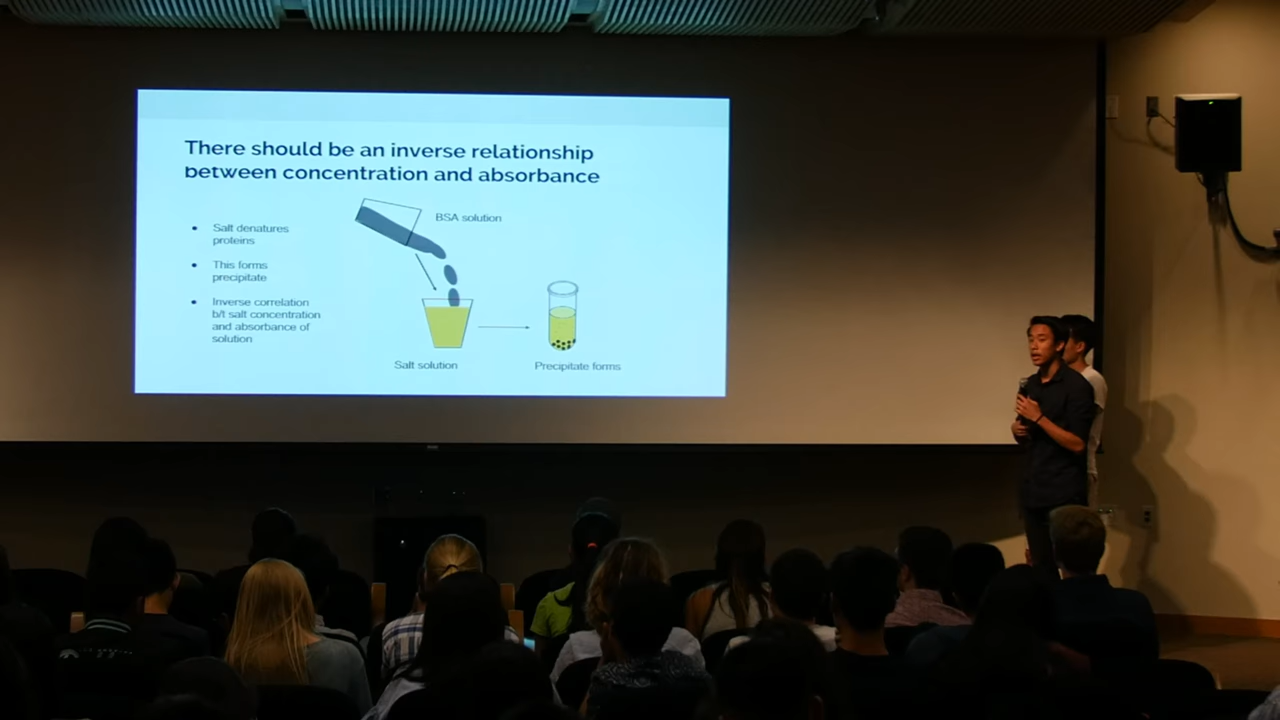 There should be an inverse relationship
between concentration and absorbance
Salt denatures
proteins
This forms
precipitate
Inverse correlation
b/t salt concentration
and absorbance of
solution
BSA solution
Salt solution
Precipitate forms